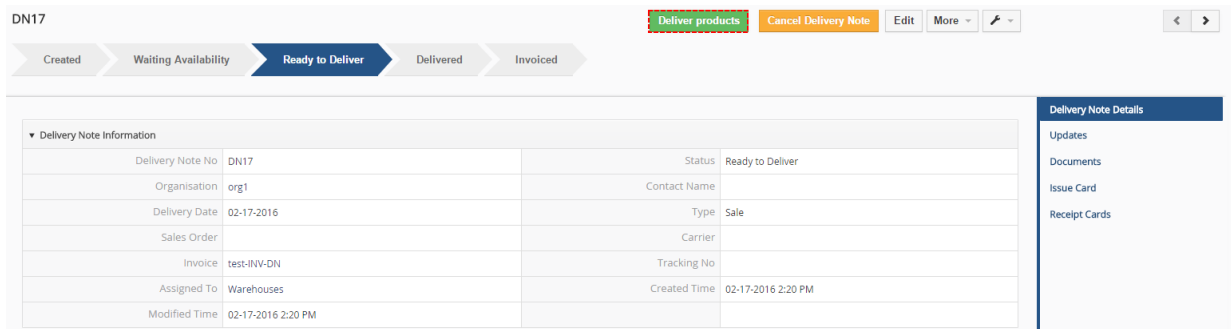 DN17 Deliver products Cancel Delivery Note Edit More
Created Waiting Availability Ready to Deliver Delivered Invoiced
Delivery Note Details
Delivery Note Information
Updates
Delivery Note No DN17 Status Ready to Deliver
Documents
Organisation org1 Contact Name
Issue Card
Delivery Date 02-17-2016 Type Sale
Receipt Cards
Sales Order Carrier
Invoice test-INV-DN Tracking No
Assigned To Warehouses Created Time 02-17-2016 2:20 PM
Modified Time 02-17-2016 2:20 PM